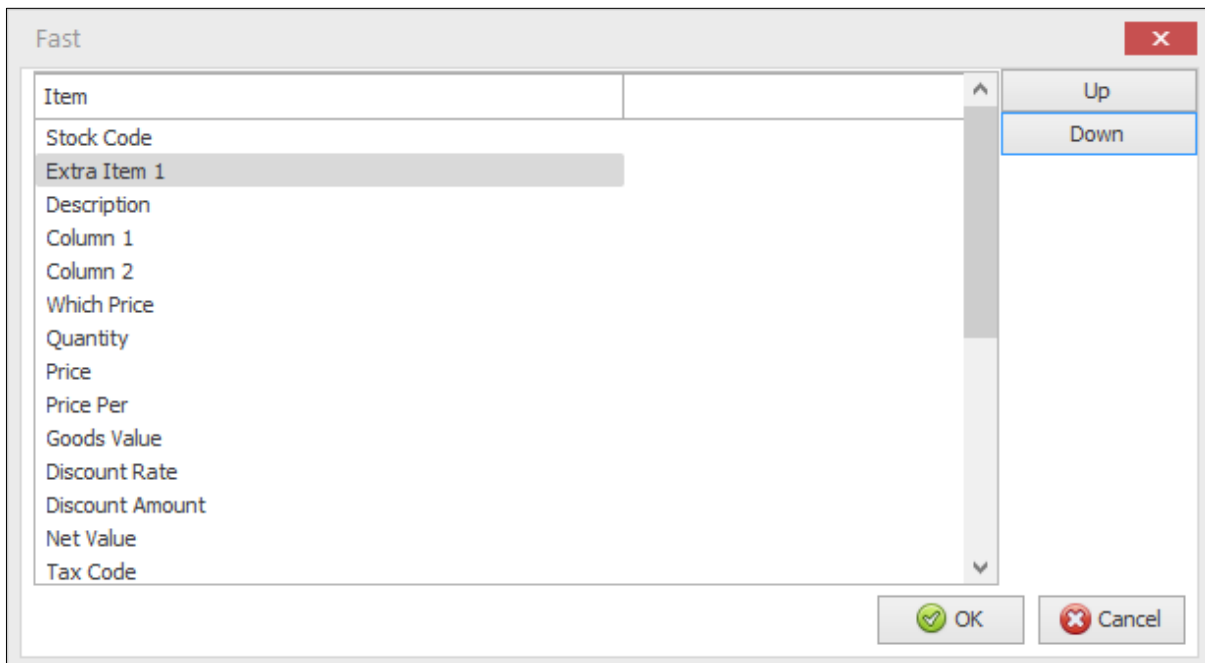 Fast
Item
Up
Down
Stock Code
Extra Item 1
Description
Column 1
Column 2
Which Price
Quantity
Price
Price Per
Goods Value
Discount Rate
Discount Amount
Net Value
Tax Code
OK
Cancel